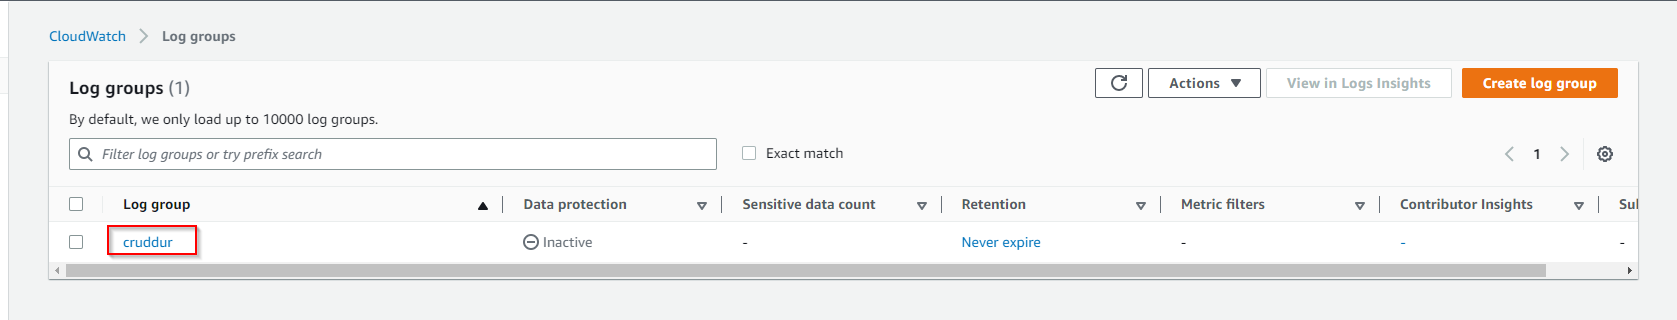 CloudWatch > Log groups
Log groups (1)
Actions
View in Logs Insights
Create log group
By default, we only load up to 10000 log groups.
Filter log groups or try prefix search
Exact match
1
Log group Data protection Sensitive data count Retention Metric filters Contributor Insights
cruddur Inactive - Never expire - - -